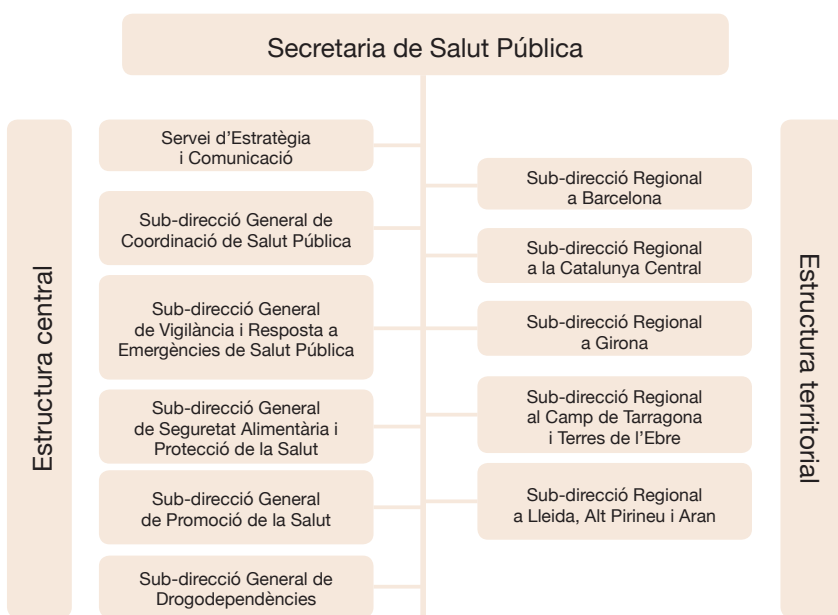 Secretaria de Salut Pública
Estructura central
Servei d’Estratègia
i Comunicació
Sub-direcció General de
Coordinació de Salut Pública
Sub-direcció General
de Vigilància i Resposta a
Emergències de Salut Pública
Sub-direcció General
de Seguretat Alimentària i
Protecció de la Salut
Sub-direcció General
de Promoció de la Salut
Sub-direcció General de
Drogodependències
Sub-direcció Regional
a Barcelona
Sub-direcció Regional
a la Catalunya Central
Sub-direcció Regional
a Girona
Sub-direcció Regional
al Camp de Tarragona
i Terres de l’Ebre
Sub-direcció Regional
a Lleida, Alt Pirineu i Aran
Estructura territorial